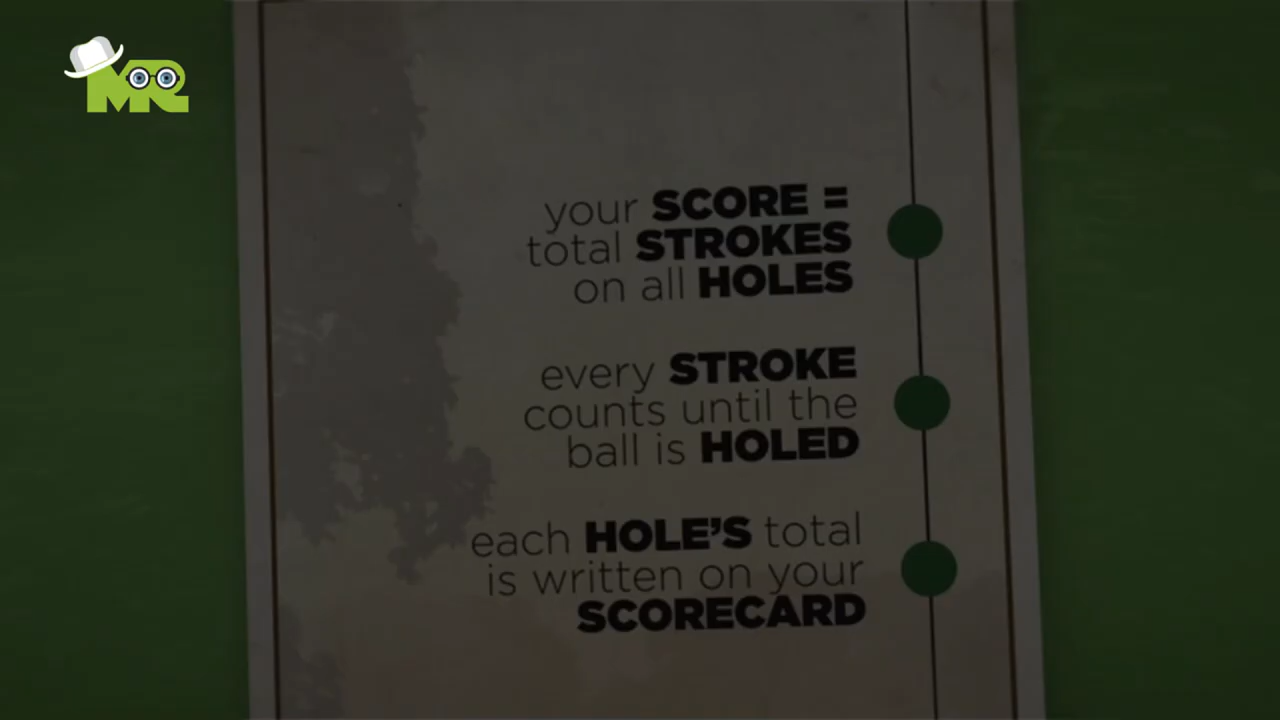 MR
your SCORE =
total STROKES
on all HOLES
every STROKE
counts until the
ball is HOLED
each HOLE'S total
is written on your
SCORECARD